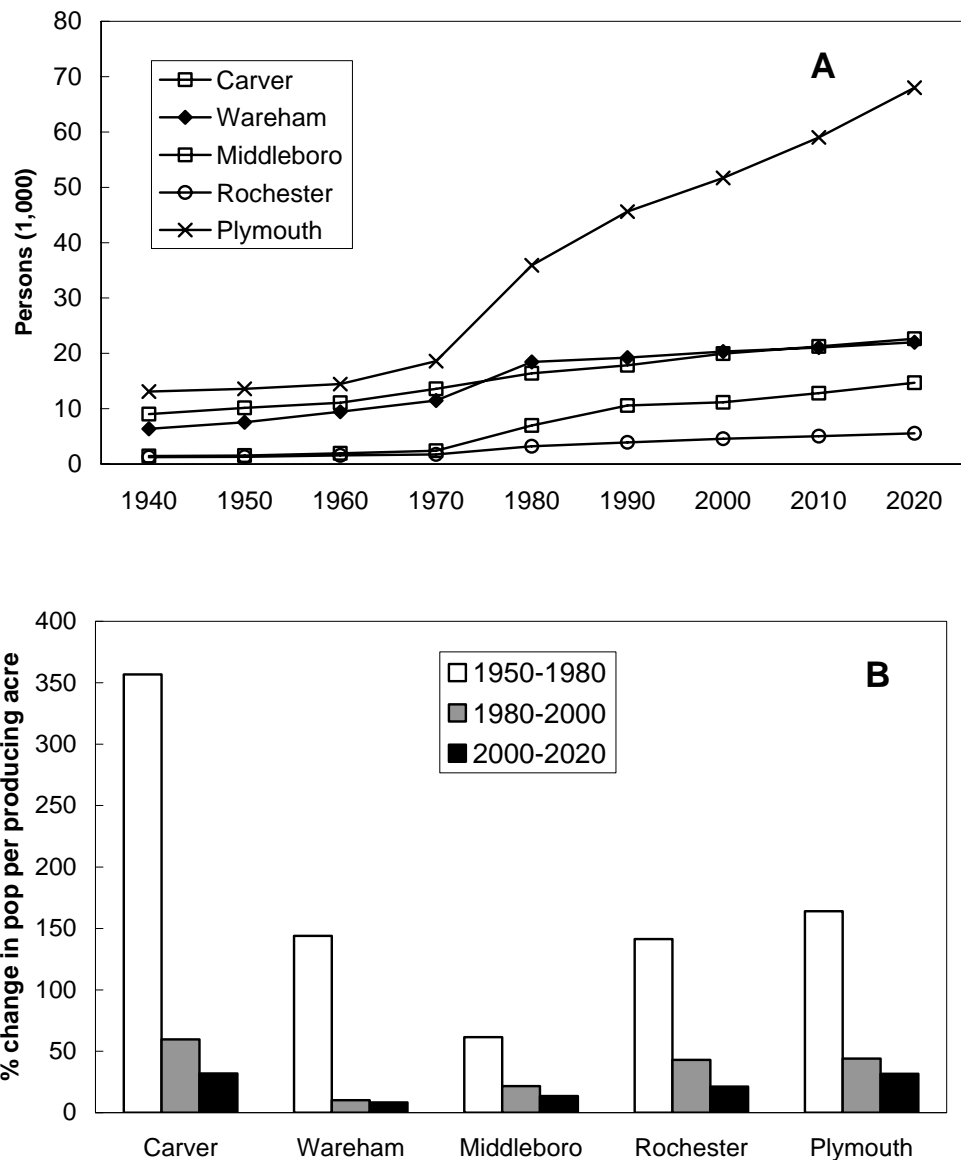 80
70
60
50
40
30
20
10
0
Persons (1,000)
A
Carver
Wareham
Middleboro
Rochester
Plymouth
1940 1950 1960 1970 1980 1990 2000 2010 2020
400
350
300
250
200
150
100
50
0
% change in pop per producing acre
B
1950-1980
1980-2000
2000-2020
Carver Wareham Middleboro Rochester Plymouth